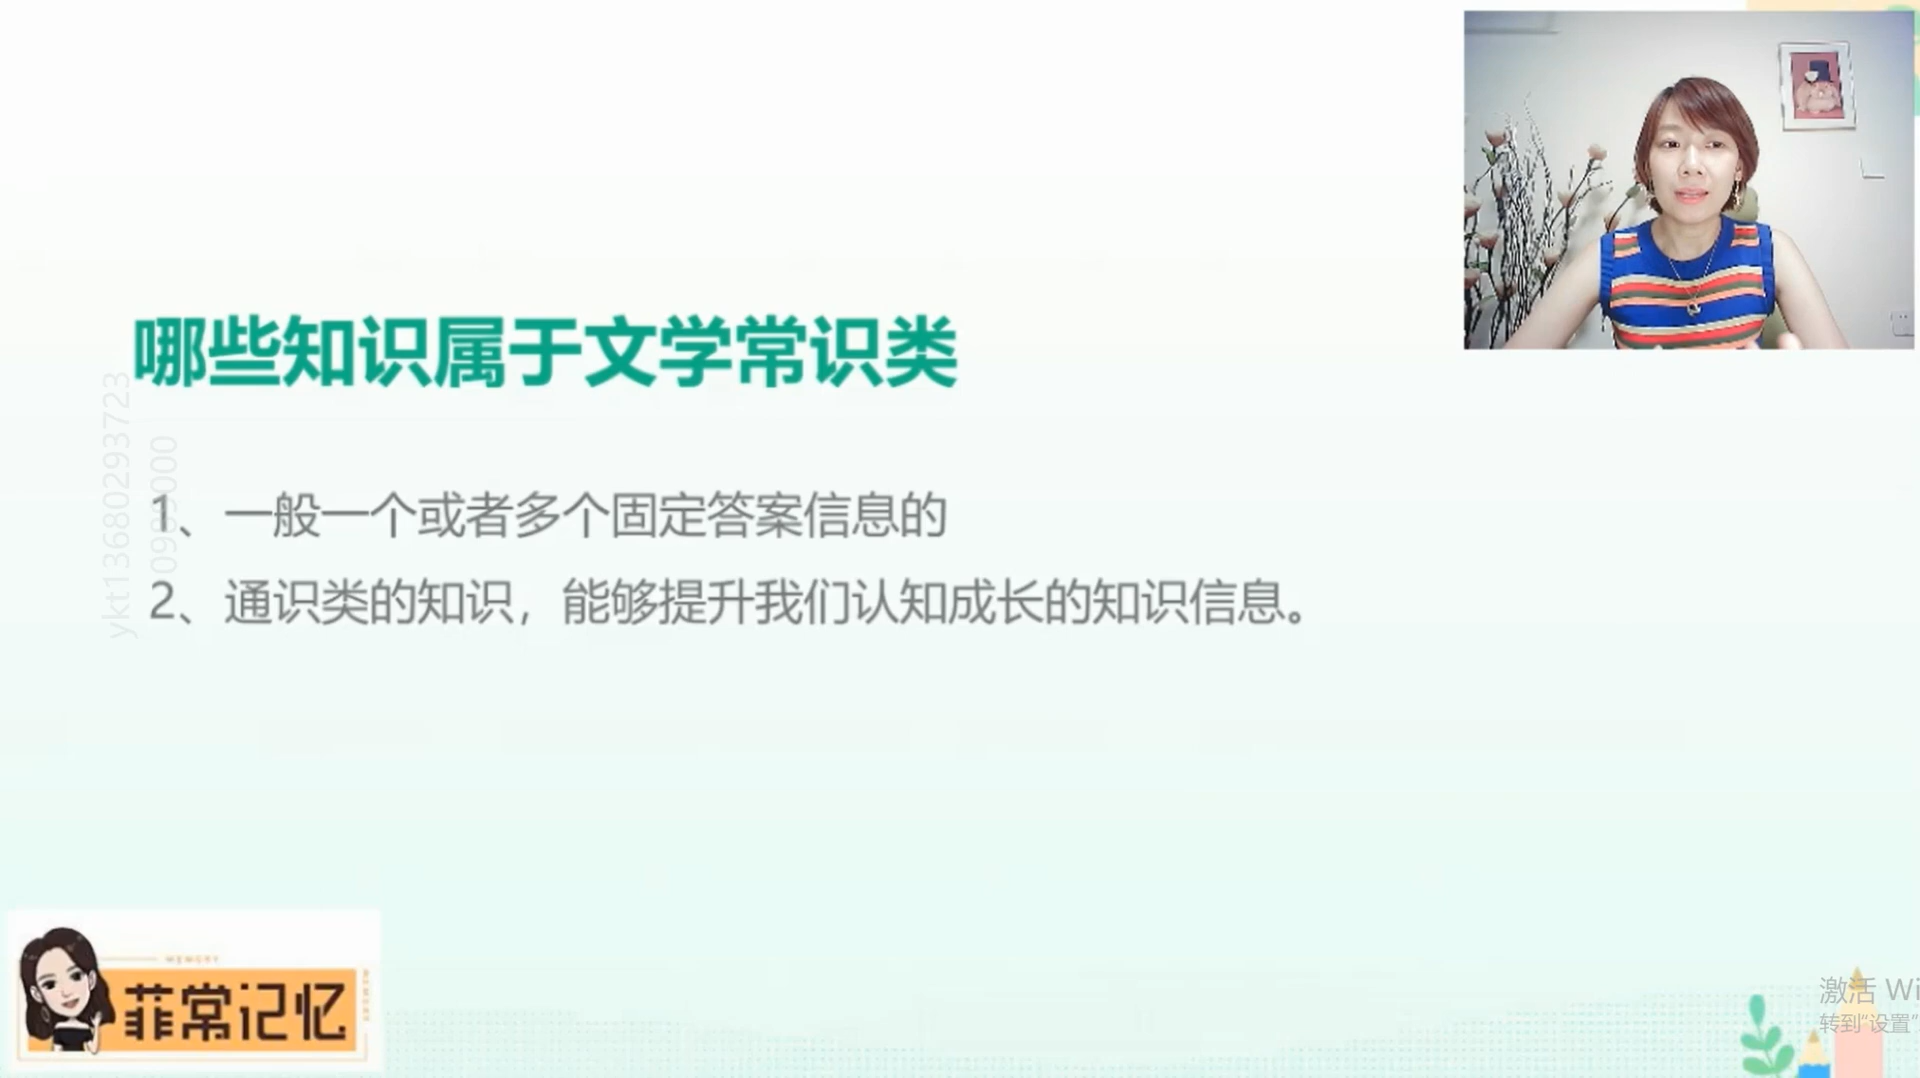 哪些知识属于文学常识类
1、一般一个或者多个固定答案信息的
2、通识类的知识，能够提升我们认知成长的知识信息。
ykt13680293723
MEMORY
菲常记忆
激活 Wi
转到"设置"